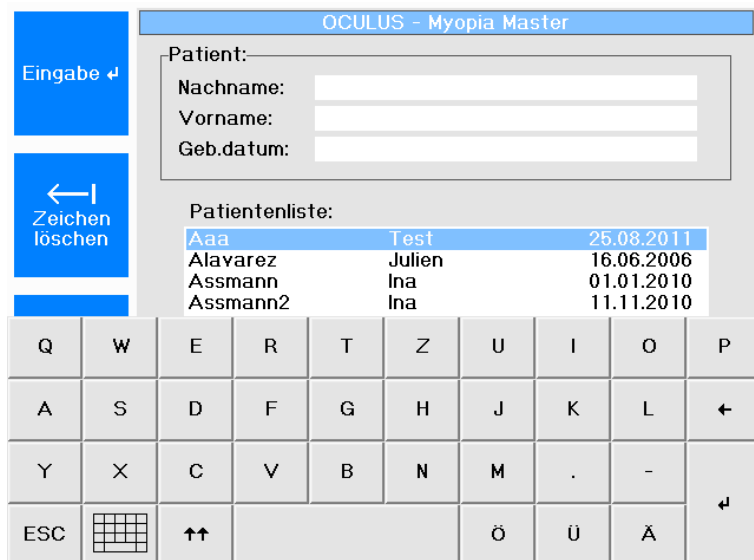 OCULUS - Myopia Master
Eingabe ↵
Patient:
Nachname:
Vorname:
Geb.datum:
Zeichen
löschen
Patientenliste:
Aaa Test 25.08.2011
Alavarez Julien 16.06.2006
Assmann Ina 01.01.2010
Assmann2 Ina 11.11.2010
Q W E R T Z U I O P
A S D F G H J K L ←
Y X C V B N M . -
ESC ↑↑ Ö Ü Ä ↵